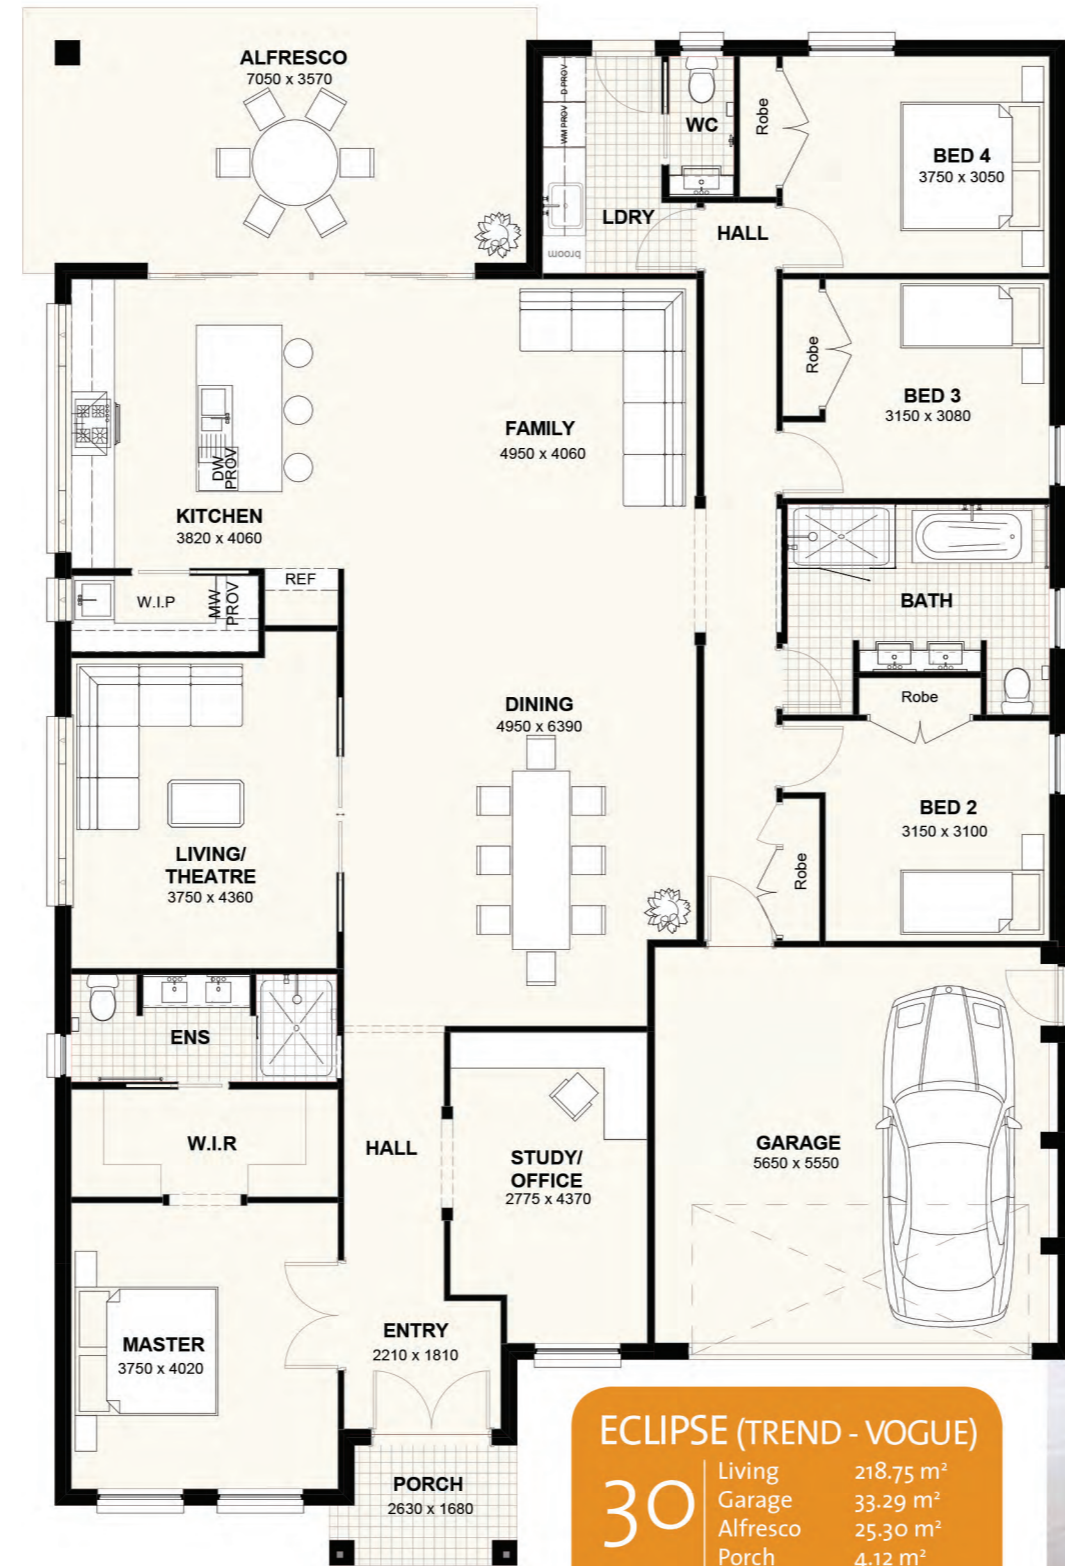 ALFRESCO
7050 x 3570
D PROV
WM PROV
WC
Robe
BED 4
3750 x 3050
LDRY
HALL
broom
Robe
BED 3
3150 x 3080
FAMILY
4950 x 4060
DW
PROV
KITCHEN
3820 x 4060
REF
W.I.P
MW
PROV
BATH
Robe
DINING
4950 x 6390
BED 2
3150 x 3100
LIVING/
THEATRE
3750 x 4360
Robe
ENS
W.I.R
HALL
STUDY/
OFFICE
2775 x 4370
GARAGE
5650 x 5550
MASTER
3750 x 4020
ENTRY
2210 x 1810
PORCH
2630 x 1680
ECLIPSE (TREND - VOGUE)
30
Living 218.75 m²
Garage 33.29 m²
Alfresco 25.30 m²
Porch 4.12 m²